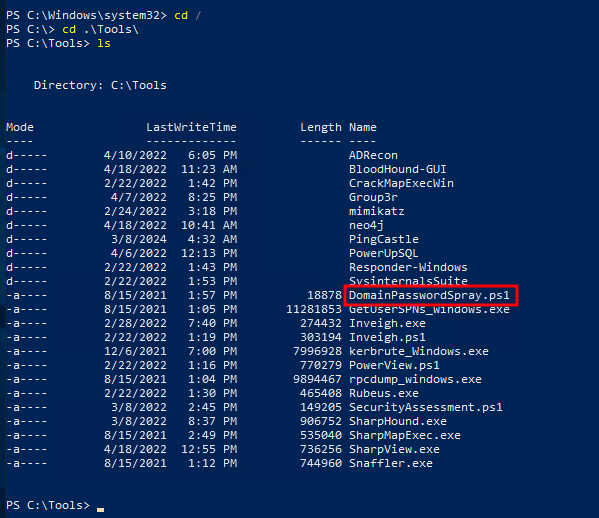 PS C:\Windows\system32> cd /
PS C:\> cd .\Tools\
PS C:\Tools> ls
Directory: C:\Tools
Mode LastWriteTime Length Name
---- ------------- ------ ----
d----- 4/10/2022 6:05 PM ADRecon
d----- 4/18/2022 11:23 AM BloodHound-GUI
d----- 2/22/2022 1:42 PM CrackMapExecWin
d----- 4/7/2022 8:25 PM Group3r
d----- 2/24/2022 3:18 PM mimikatz
d----- 4/18/2022 10:41 AM neo4j
d----- 3/8/2024 4:32 AM PingCastle
d----- 4/6/2022 12:13 PM PowerUpSQL
d----- 2/22/2022 1:43 PM Responder-Windows
d----- 2/22/2022 1:53 PM SysinternalsSuite
-a---- 8/15/2021 1:57 PM 18878 DomainPasswordSpray.ps1
-a---- 8/15/2021 1:05 PM 11281853 GetUserSPNs_windows.exe
-a---- 2/28/2022 7:40 PM 274432 Inveigh.exe
-a---- 2/22/2022 1:19 PM 303194 Inveigh.ps1
-a---- 12/6/2021 7:00 PM 7996928 kerbrute_Windows.exe
-a---- 2/22/2022 1:16 PM 770279 PowerView.ps1
-a---- 8/15/2021 1:04 PM 9894467 rpcdump_windows.exe
-a---- 2/22/2022 1:30 PM 465408 Rubeus.exe
-a---- 3/8/2022 2:45 PM 149205 SecurityAssessment.ps1
-a---- 3/8/2022 8:37 PM 906752 SharpHound.exe
-a---- 8/15/2021 2:49 PM 535040 SharpMapExec.exe
-a---- 4/18/2022 12:55 PM 736256 SharpView.exe
-a---- 8/15/2021 1:12 PM 744960 Snaffler.exe
PS C:\Tools>